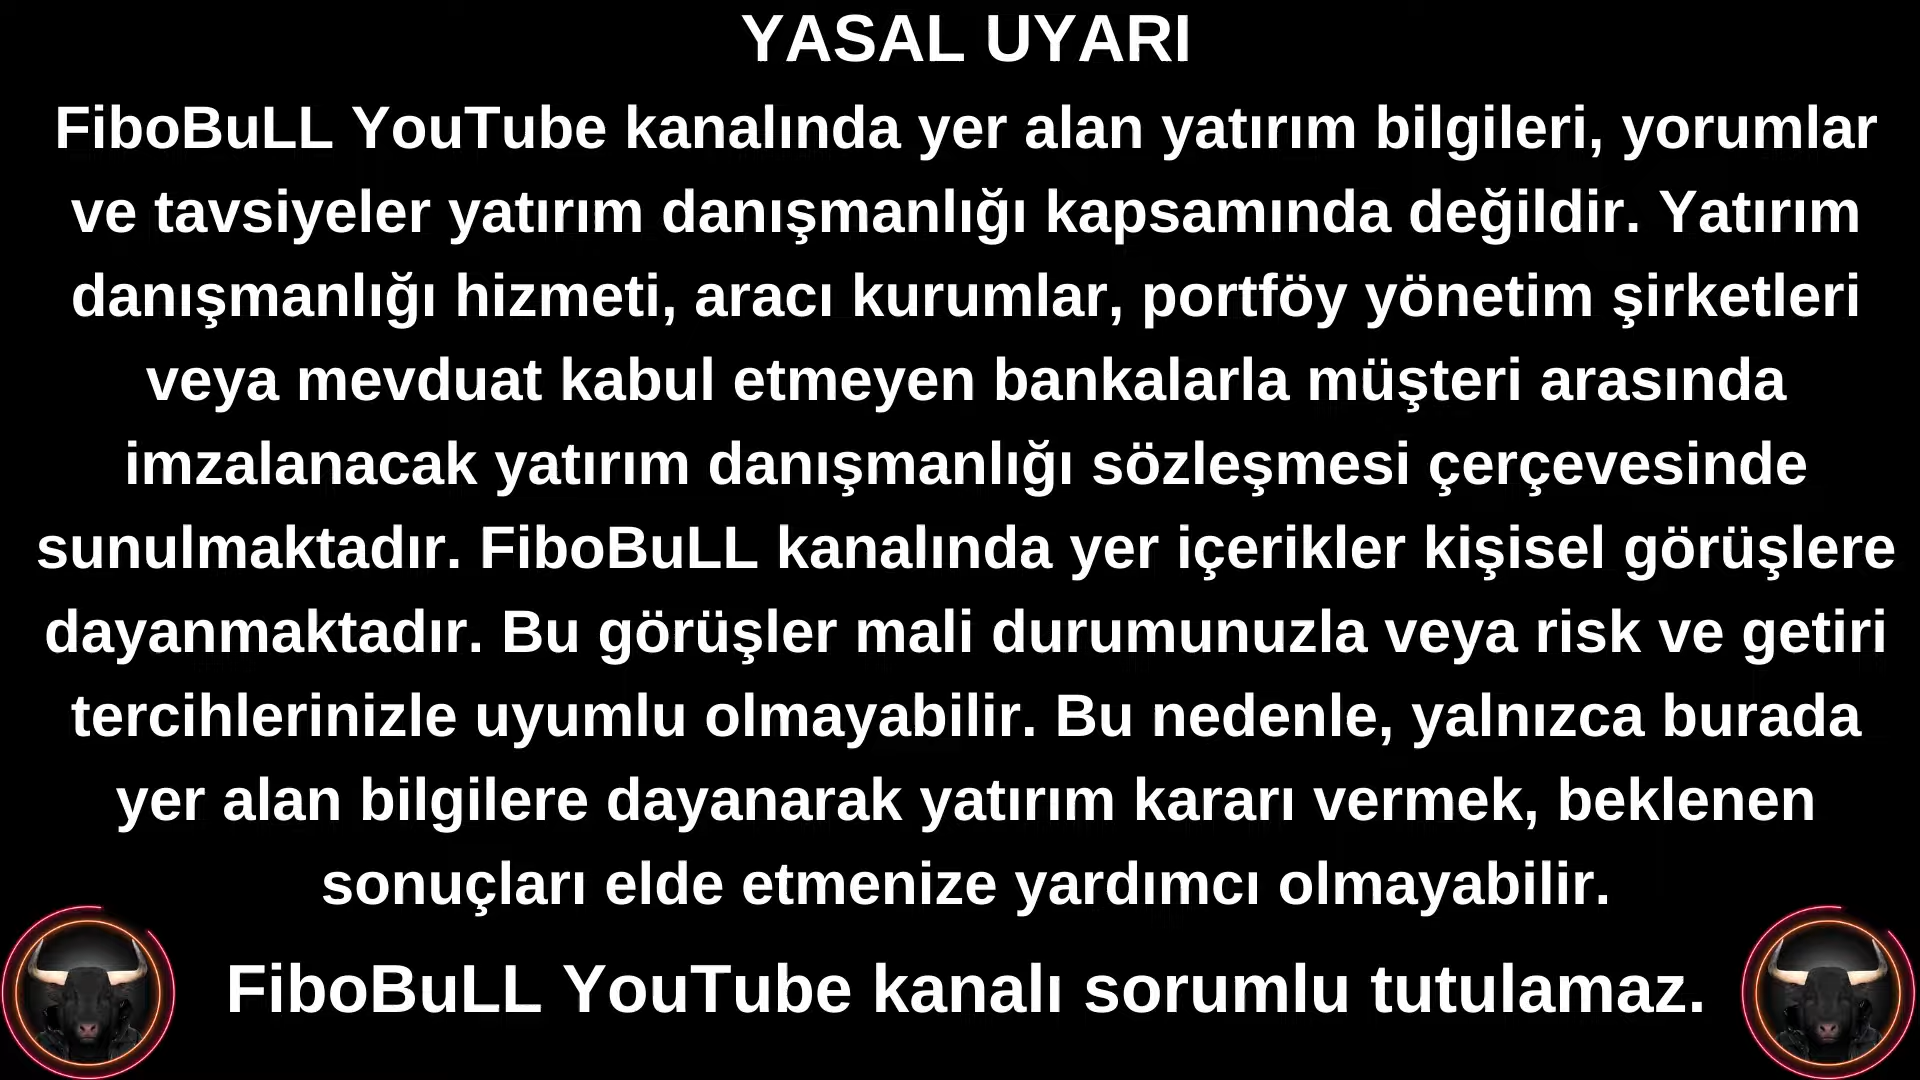 YASAL UYARI
FiboBuLL YouTube kanalında yer alan yatırım bilgileri, yorumlar
ve tavsiyeler yatırım danışmanlığı kapsamında değildir. Yatırım
danışmanlığı hizmeti, aracı kurumlar, portföy yönetim şirketleri
veya mevduat kabul etmeyen bankalarla müşteri arasında
imzalanacak yatırım danışmanlığı sözleşmesi çerçevesinde
sunulmaktadır. FiboBuLL kanalında yer içerikler kişisel görüşlere
dayanmaktadır. Bu görüşler mali durumunuzla veya risk ve getiri
tercihlerinizle uyumlu olmayabilir. Bu nedenle, yalnızca burada
yer alan bilgilere dayanarak yatırım kararı vermek, beklenen
sonuçları elde etmenize yardımcı olmayabilir.
FiboBuLL YouTube kanalı sorumlu tutulamaz.